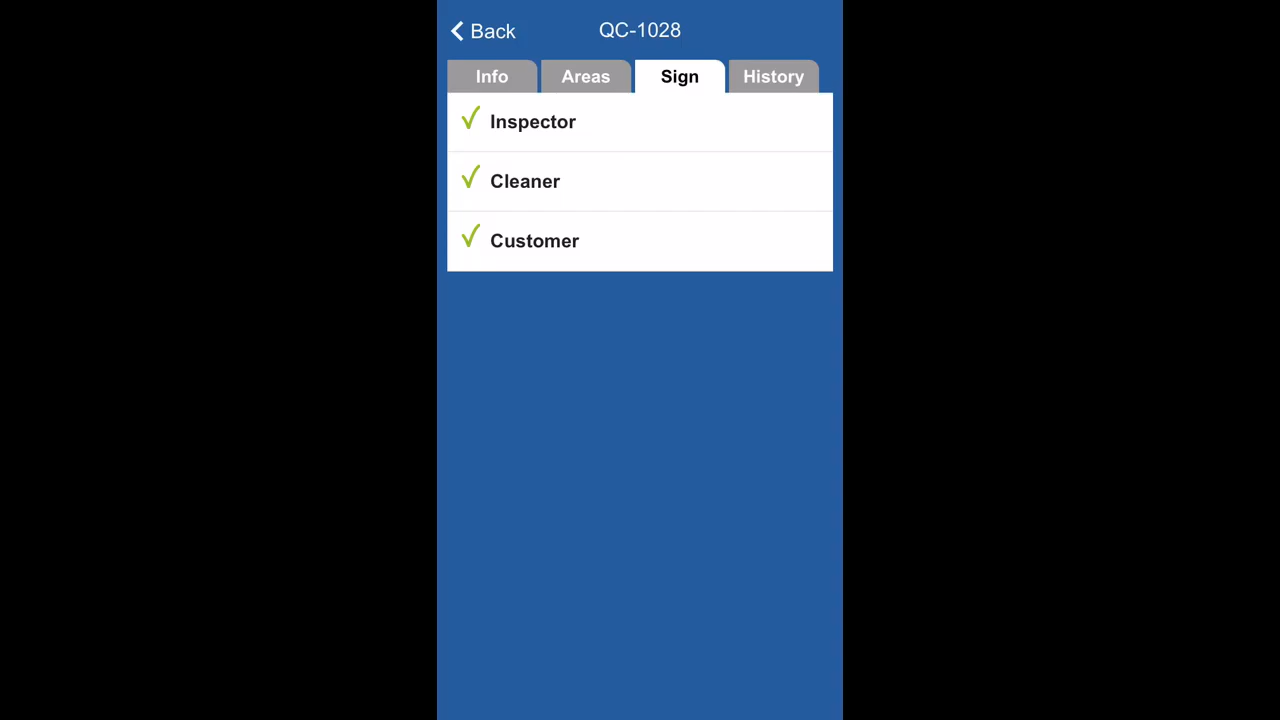 Back QC-1028
Info Areas Sign History
Inspector
Cleaner
Customer